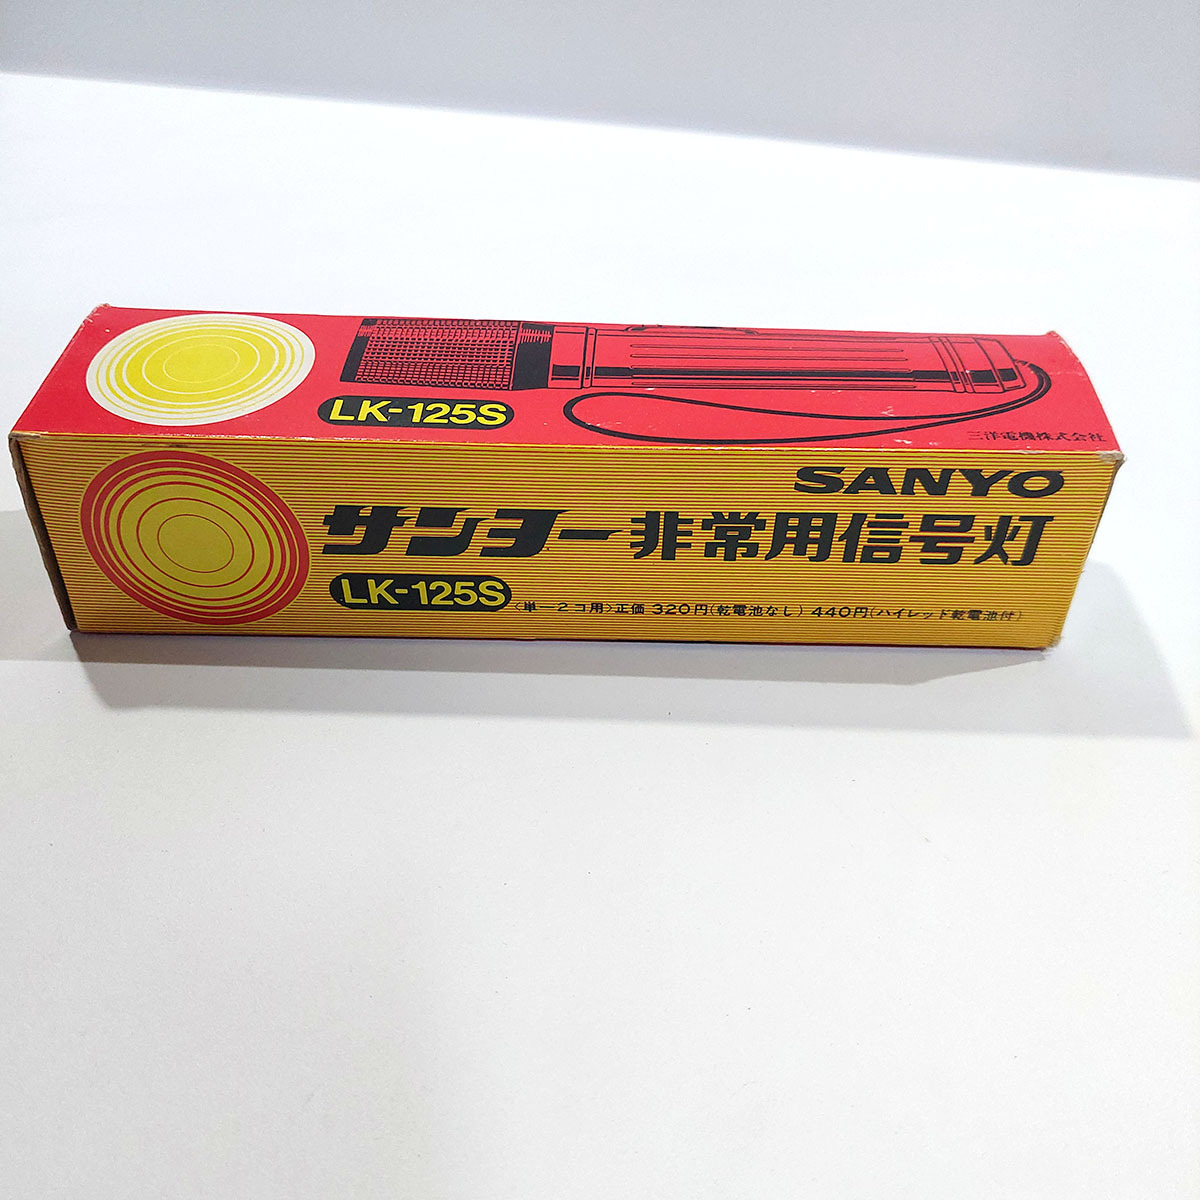 LK-125S
三洋電機株式会社
SANYO
サンヨー非常用信号灯
LK-125S 〈単一2コ用〉正価 320円(乾電池なし) 440円(ハイレッド乾電池付)